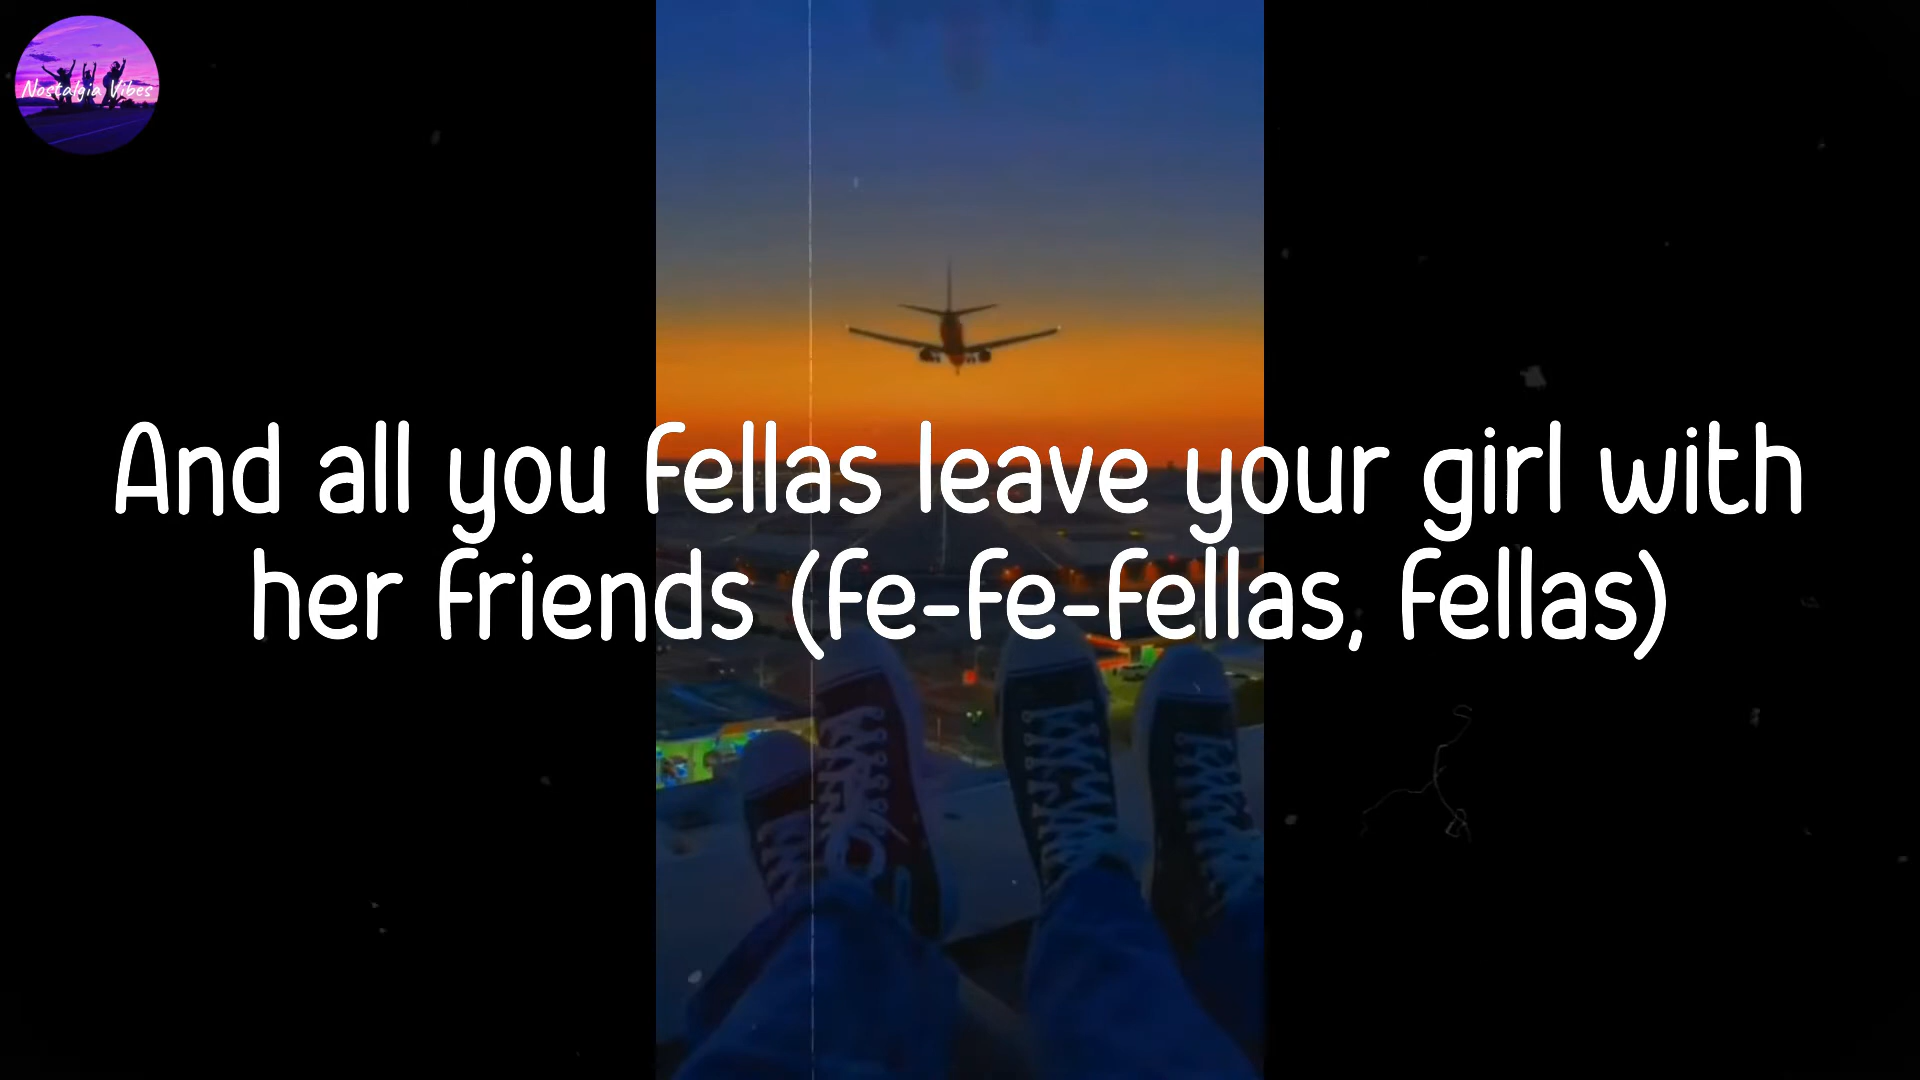 Nostalgia Vibes
And all you fellas leave your girl with
her friends (fe-fe-fellas, fellas)